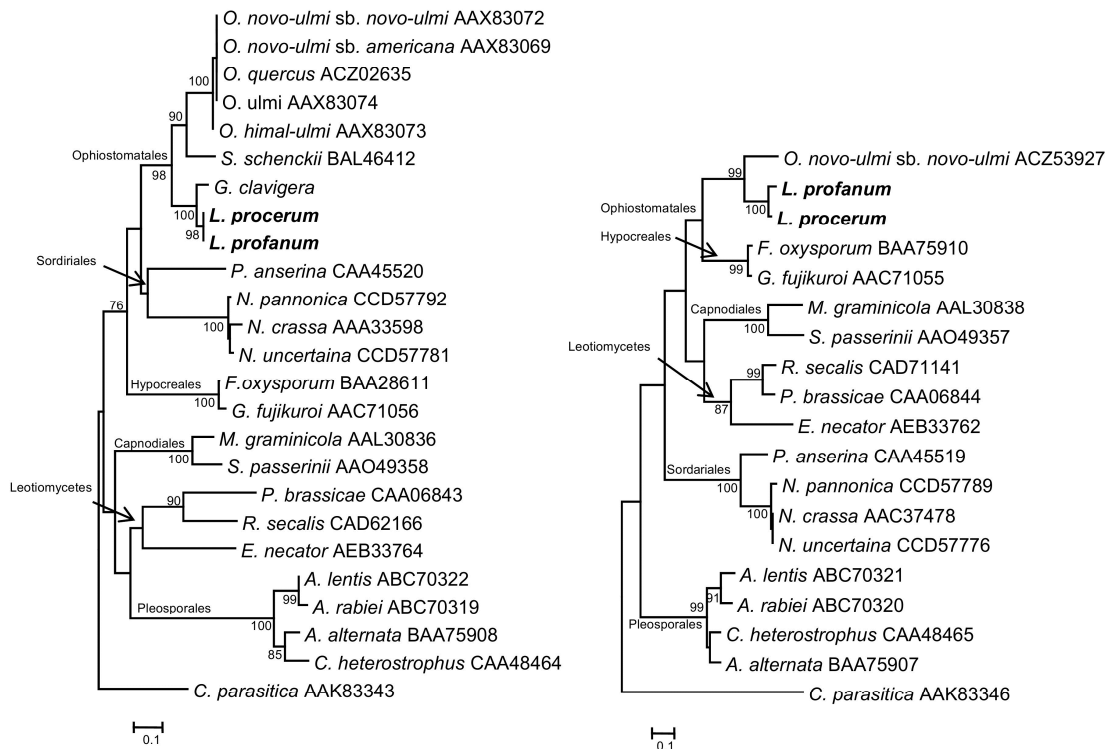 O. novo-ulmi sb. novo-ulmi AAX83072
O. novo-ulmi sb. americana AAX83069
O. quercus ACZ02635
100
O. ulmi AAX83074
90
O. himal-ulmi AAX83073
Ophiostomatales
S. schenckii BAL46412
98
G. clavigera
100
L. procerum
98
L. profanum
Sordiriales
P. anserina CAA45520
N. pannonica CCD57792
76
100
N. crassa AAA33598
N. uncertaina CCD57781
Hypocreales
F.oxysporum BAA28611
100
G. fujikuroi AAC71056
Capnodiales
M. graminicola AAL30836
100
S. passerinii AAO49358
Leotiomycetes
90
P. brassicae CAA06843
R. secalis CAD62166
E. necator AEB33764
A. lentis ABC70322
99
Pleosporales
A. rabiei ABC70319
100
A. alternata BAA75908
85
C. heterostrophus CAA48464
C. parasitica AAK83343
0.1
O. novo-ulmi sb. novo-ulmi ACZ53927
99
L. profanum
100
L. procerum
Ophiostomatales
Hypocreales
F. oxysporum BAA75910
99
G. fujikuroi AAC71055
Capnodiales
M. graminicola AAL30838
100
S. passerinii AAO49357
Leotiomycetes
99
R. secalis CAD71141
P. brassicae CAA06844
87
E. necator AEB33762
Sordariales
P. anserina CAA45519
100
N. pannonica CCD57789
100
N. crassa AAC37478
N. uncertaina CCD57776
A. lentis ABC70321
99
91
A. rabiei ABC70320
Pleosporales
C. heterostrophus CAA48465
A. alternata BAA75907
C. parasitica AAK83346
0.1